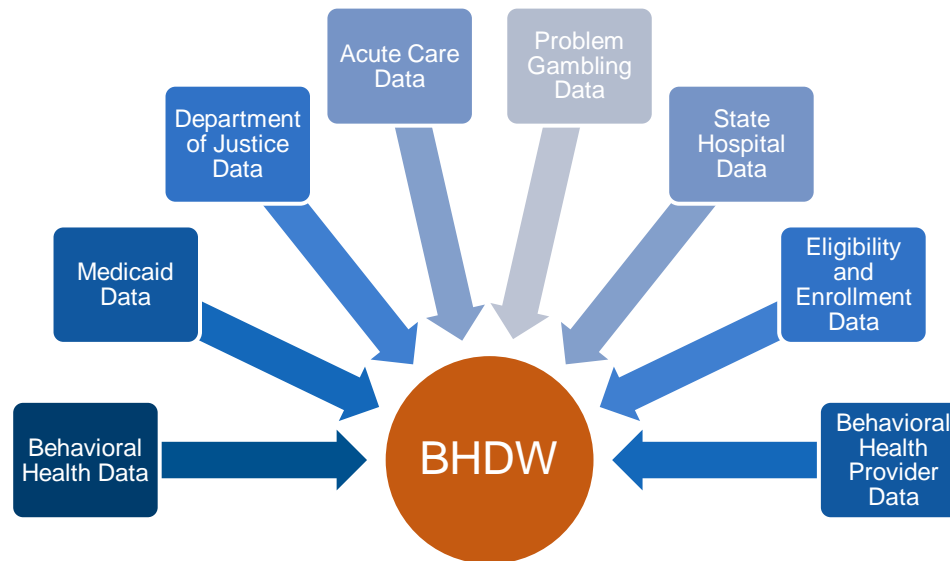 Behavioral
Health Data
Medicaid
Data
Department
of Justice
Data
Acute Care
Data
Problem
Gambling
Data
State
Hospital
Data
Eligibility
and
Enrollment
Data
Behavioral
Health
Provider
Data
BHDW